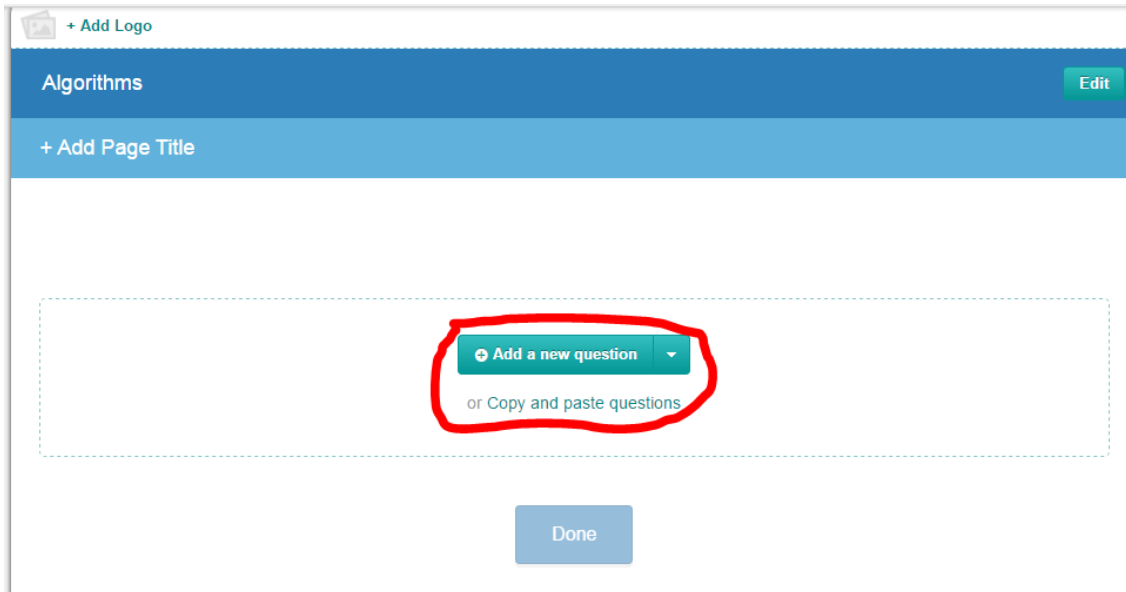 + Add Logo
Algorithms
Edit
+ Add Page Title
Add a new question
or Copy and paste questions
Done